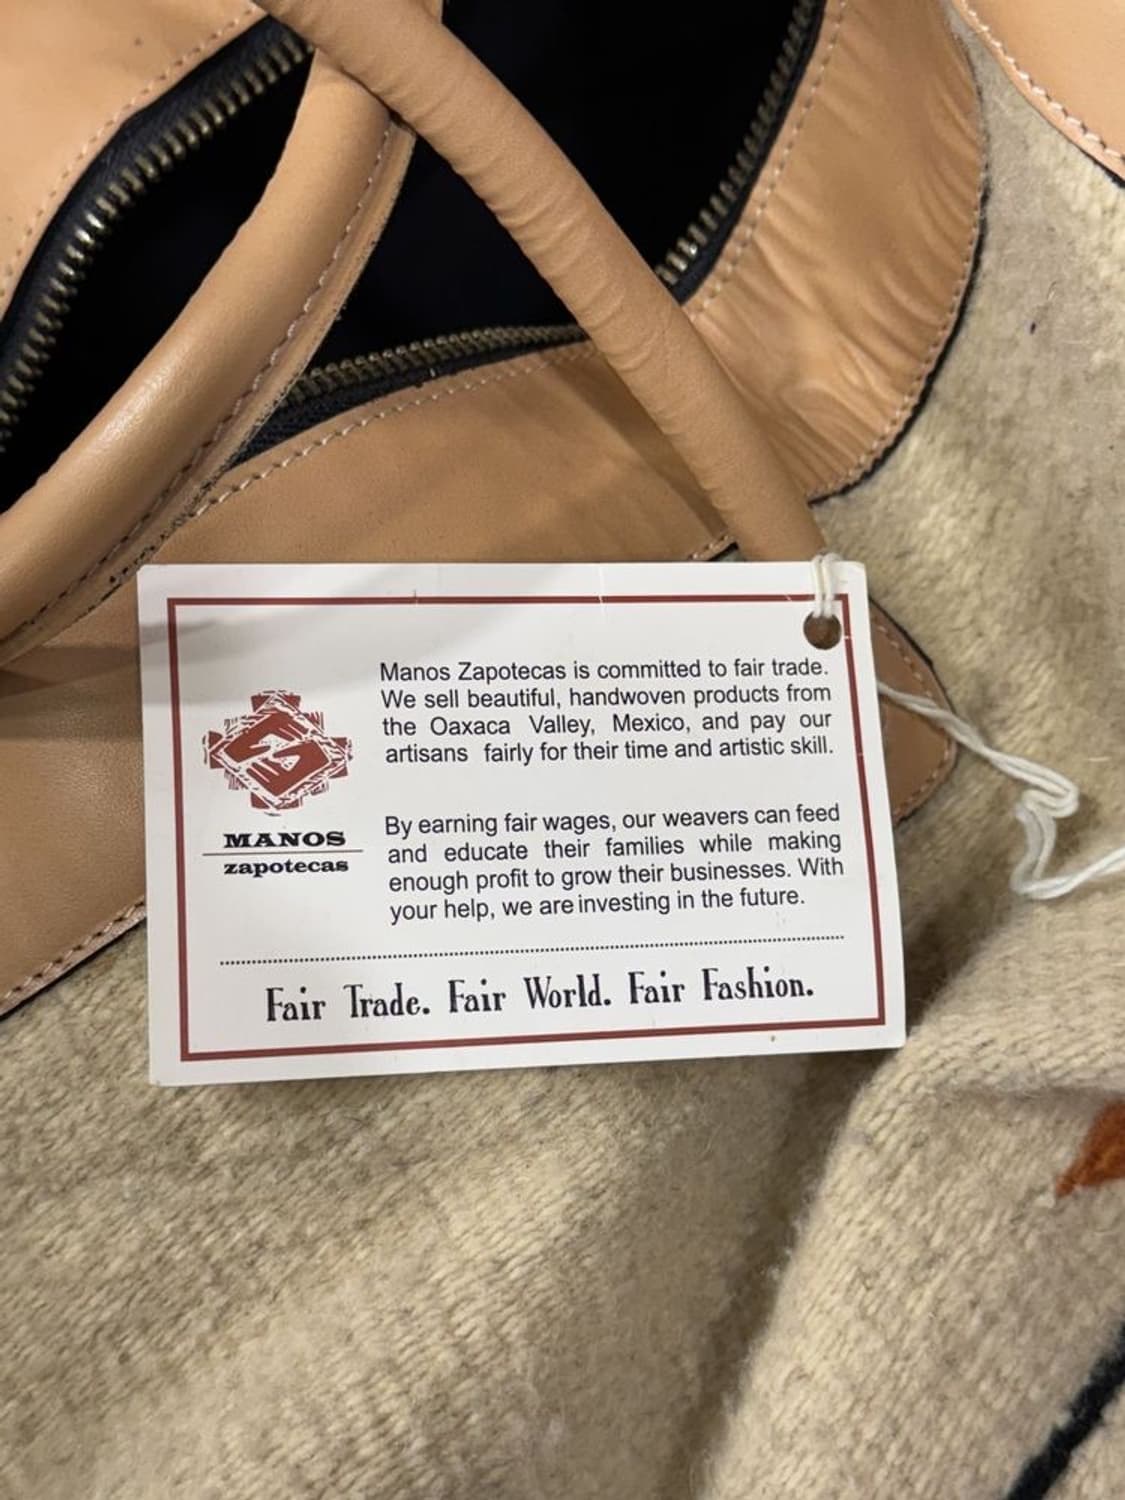 Manos Zapotecas is committed to fair trade.
We sell beautiful, handwoven products from
the Oaxaca Valley, Mexico, and pay our
artisans fairly for their time and artistic skill.
MANOS
zapotecas
By earning fair wages, our weavers can feed
and educate their families while making
enough profit to grow their businesses. With
your help, we are investing in the future.
Fair Trade. Fair World. Fair Fashion.